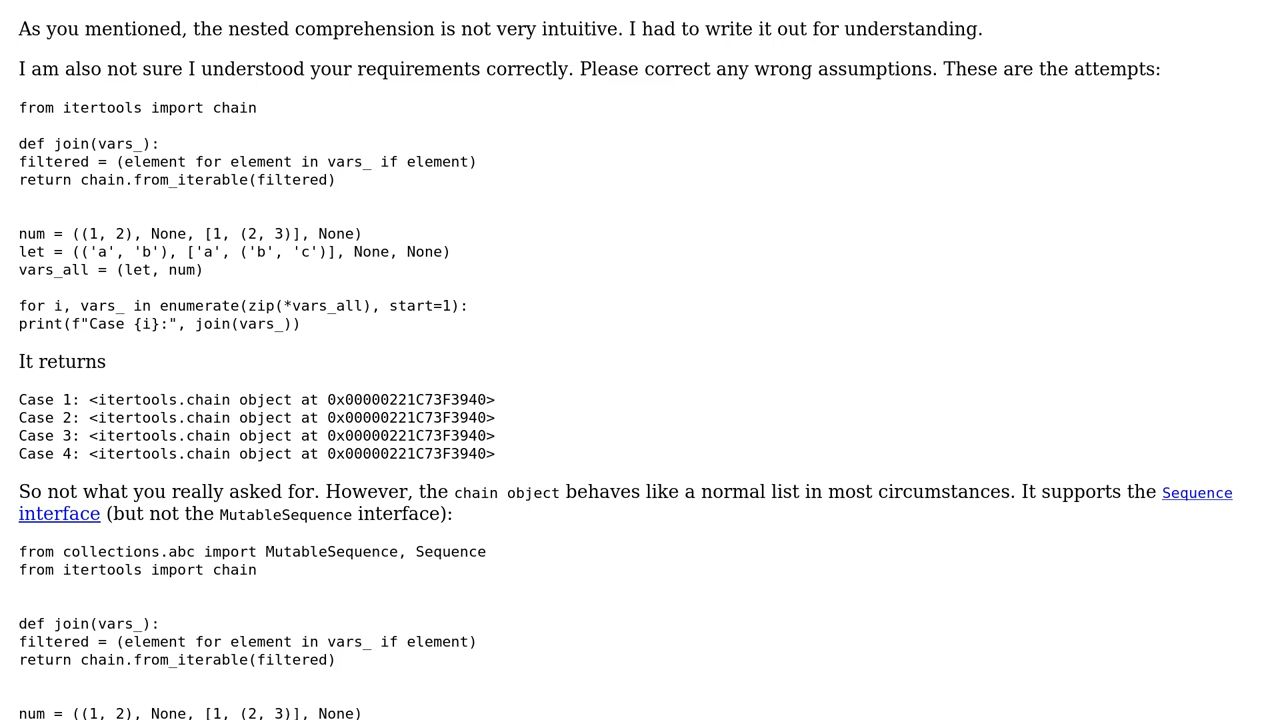 As you mentioned, the nested comprehension is not very intuitive. I had to write it out for understanding.
I am also not sure I understood your requirements correctly. Please correct any wrong assumptions. These are the attempts:
from itertools import chain
def join(vars_):
filtered = (element for element in vars_ if element)
return chain.from_iterable(filtered)
num = ((1, 2), None, [1, (2, 3)], None)
let = (('a', 'b'), ['a', ('b', 'c')], None, None)
vars_all = (let, num)
for i, vars_ in enumerate(zip(*vars_all), start=1):
print(f"Case {i}:", join(vars_))
It returns
Case 1: <itertools.chain object at 0x00000221C73F3940>
Case 2: <itertools.chain object at 0x00000221C73F3940>
Case 3: <itertools.chain object at 0x00000221C73F3940>
Case 4: <itertools.chain object at 0x00000221C73F3940>
So not what you really asked for. However, the chain object behaves like a normal list in most circumstances. It supports the Sequence
interface (but not the MutableSequence interface):
from collections.abc import MutableSequence, Sequence
from itertools import chain
def join(vars_):
filtered = (element for element in vars_ if element)
return chain.from_iterable(filtered)
num = ((1, 2), None, [1, (2, 3)], None)